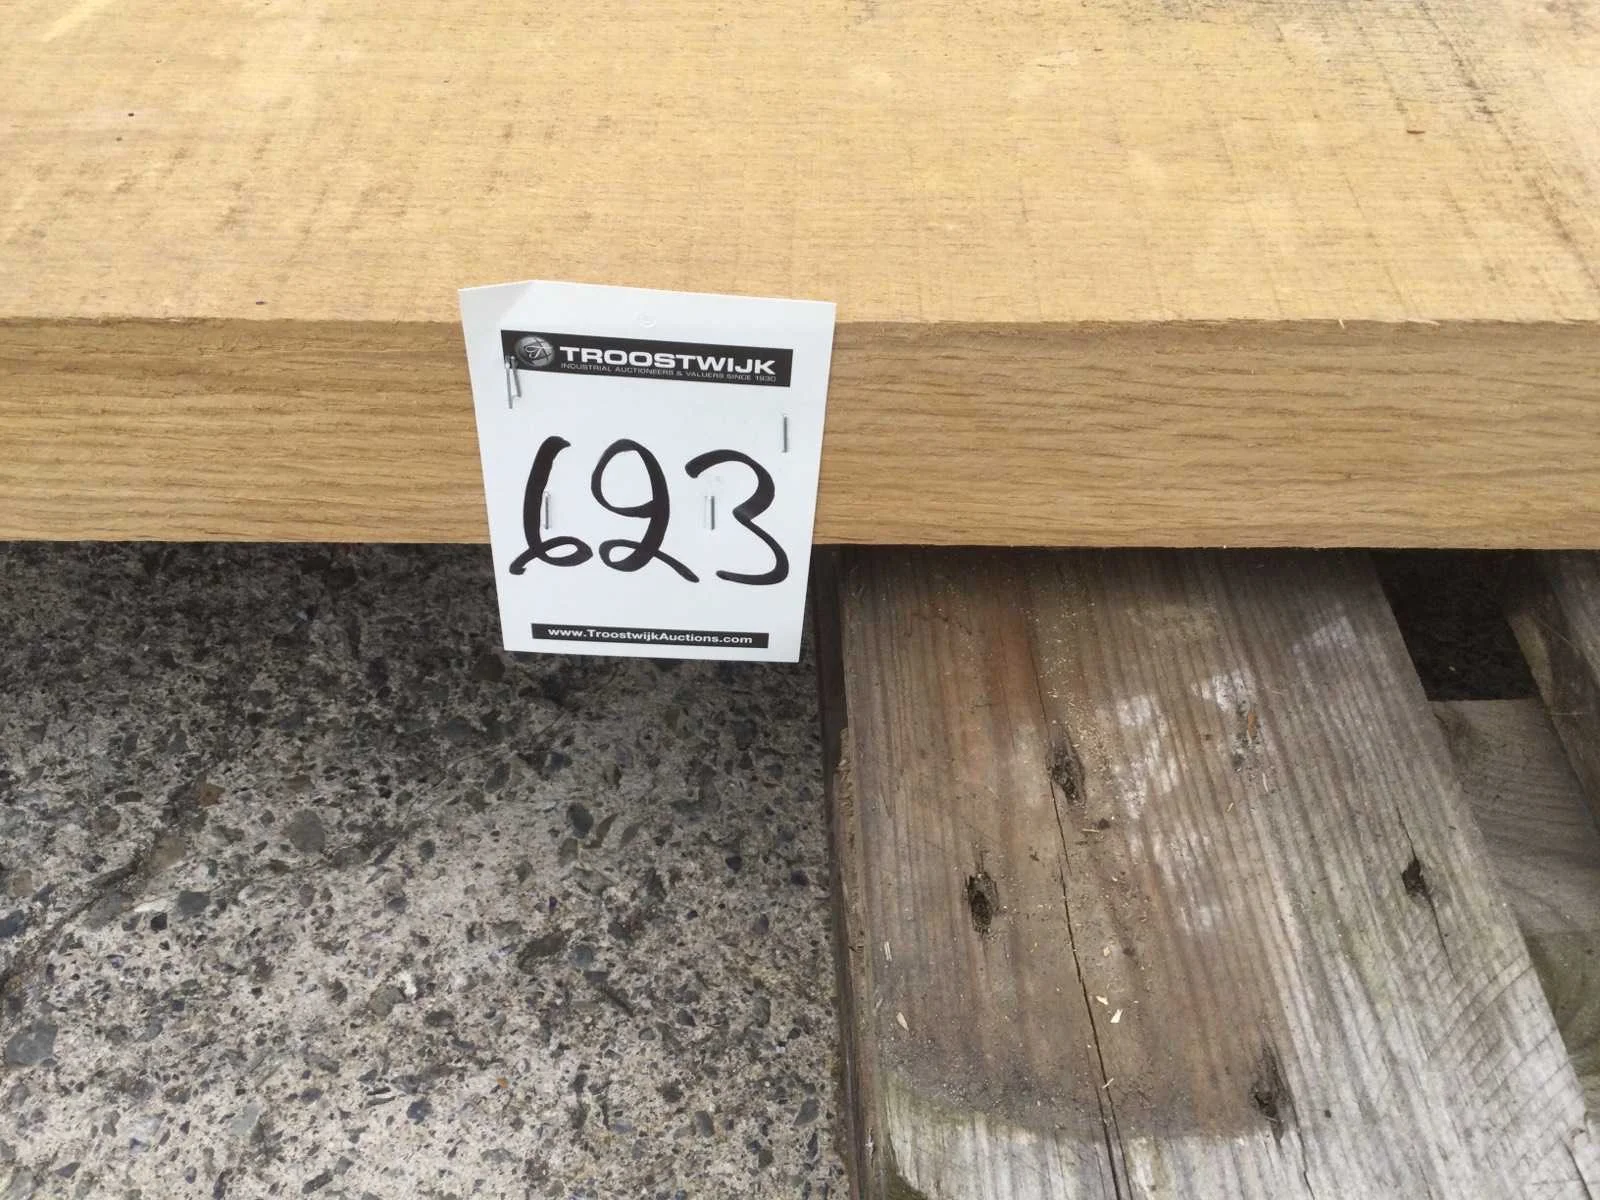 TROOSTWIJK
INDUSTRIAL AUCTIONEERS & VALUERS SINCE 1930
623
www.TroostwijkAuctions.com